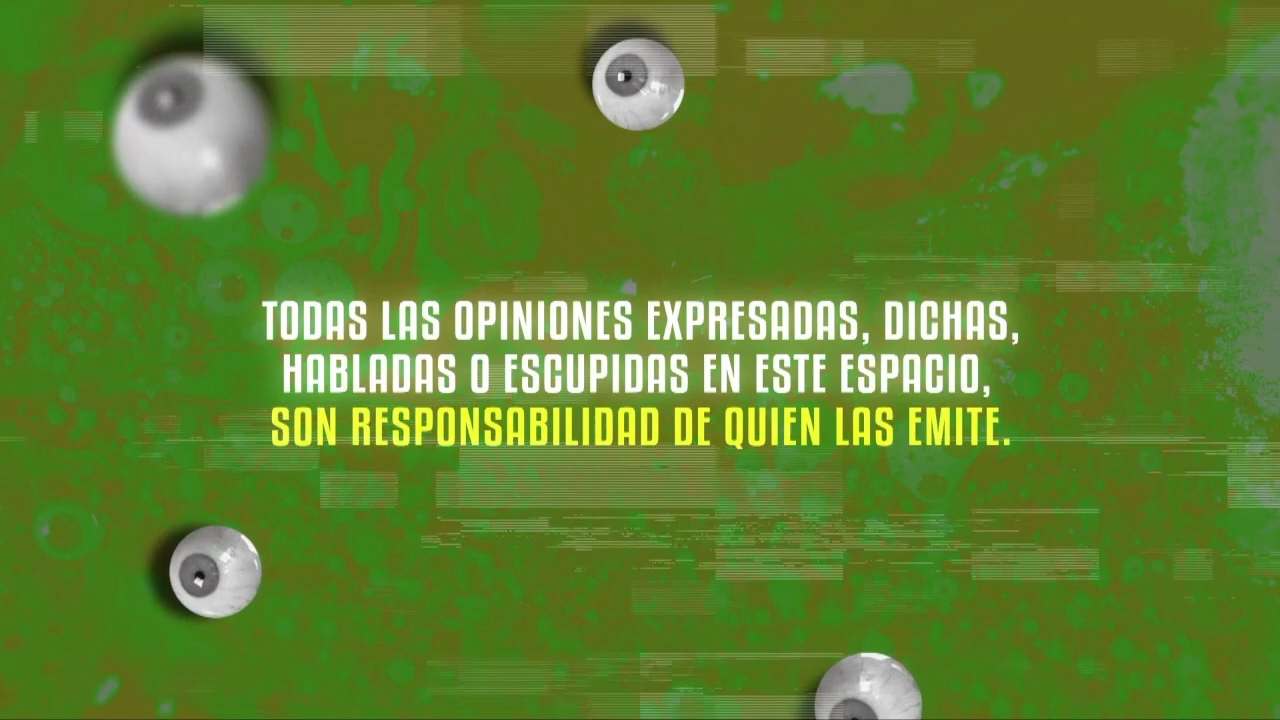 TODAS LAS OPINIONES EXPRESADAS, DICHAS,
HABLADAS O ESCUPIDAS EN ESTE ESPACIO,
SON RESPONSABILIDAD DE QUIEN LAS EMITE.